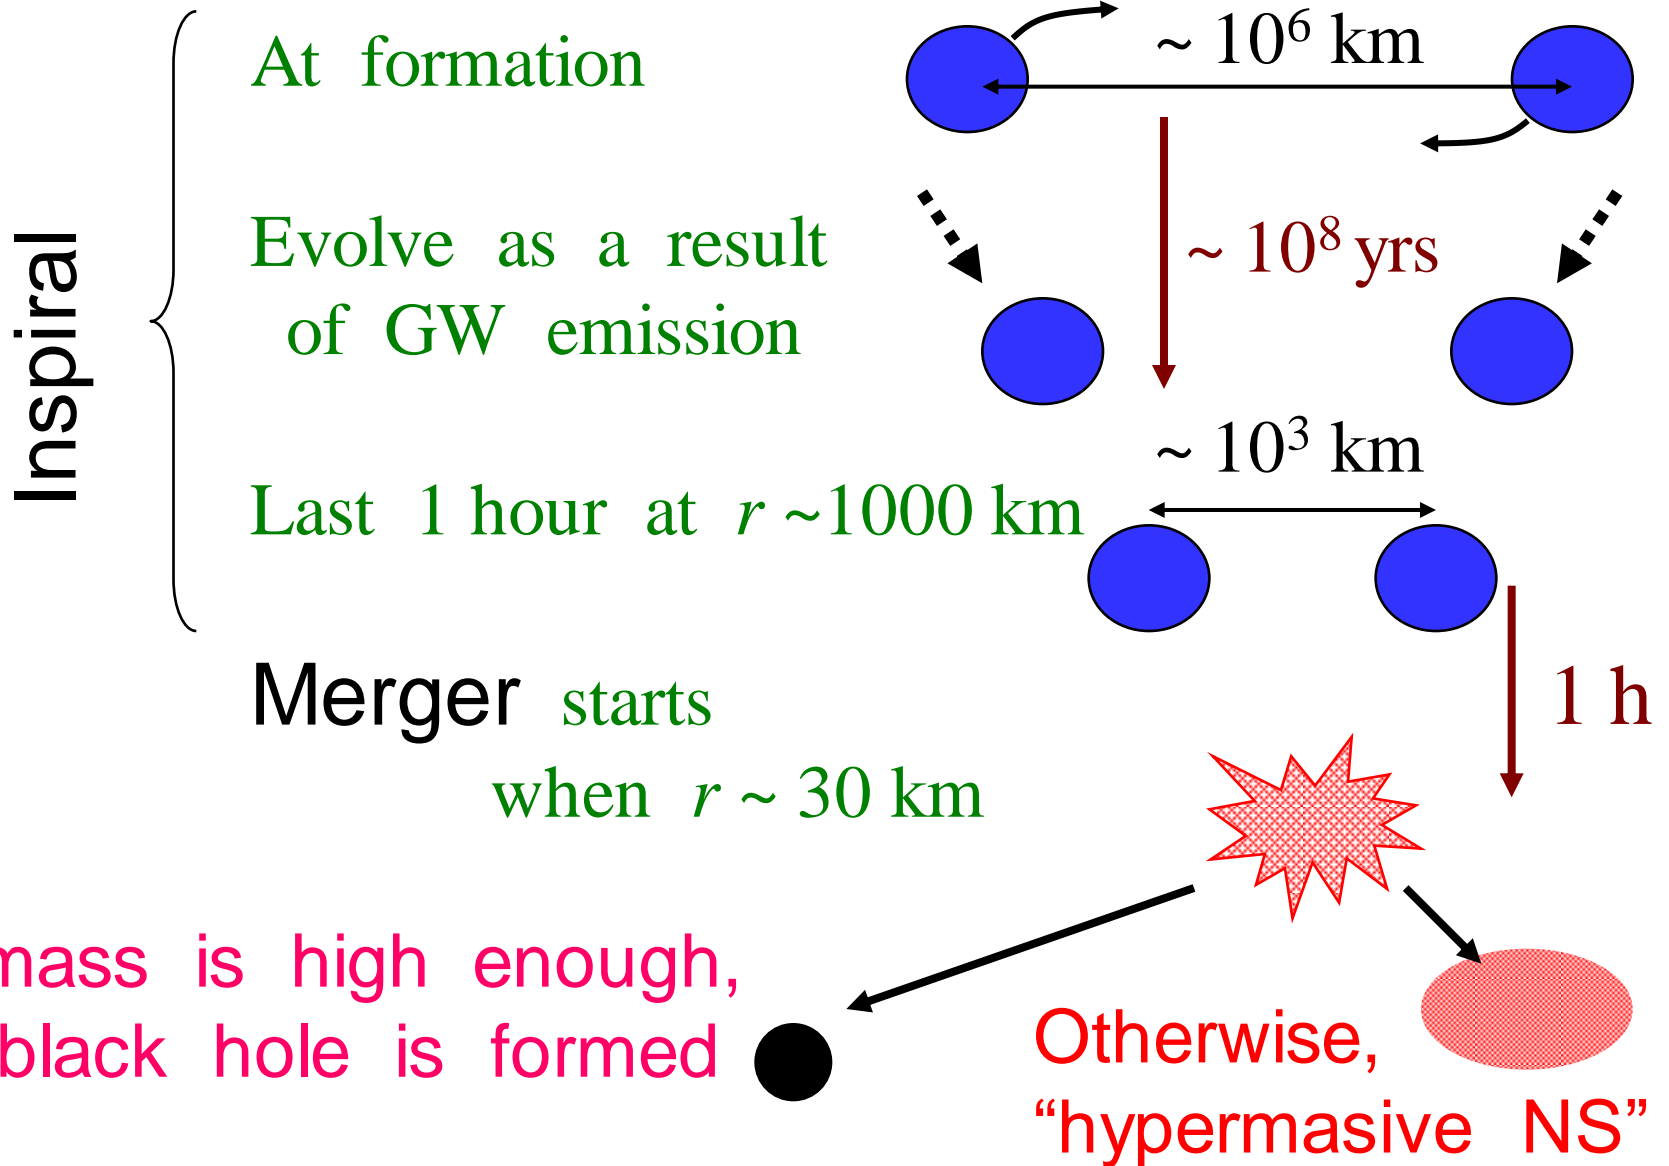 Inspiral
At formation
~ 10⁶ km
Evolve as a result
of GW emission
~ 10⁸ yrs
~ 10³ km
Last 1 hour at r ~1000 km
Merger starts
when r ~ 30 km
1 h
mass is high enough,
black hole is formed
Otherwise,
“hypermasive NS”